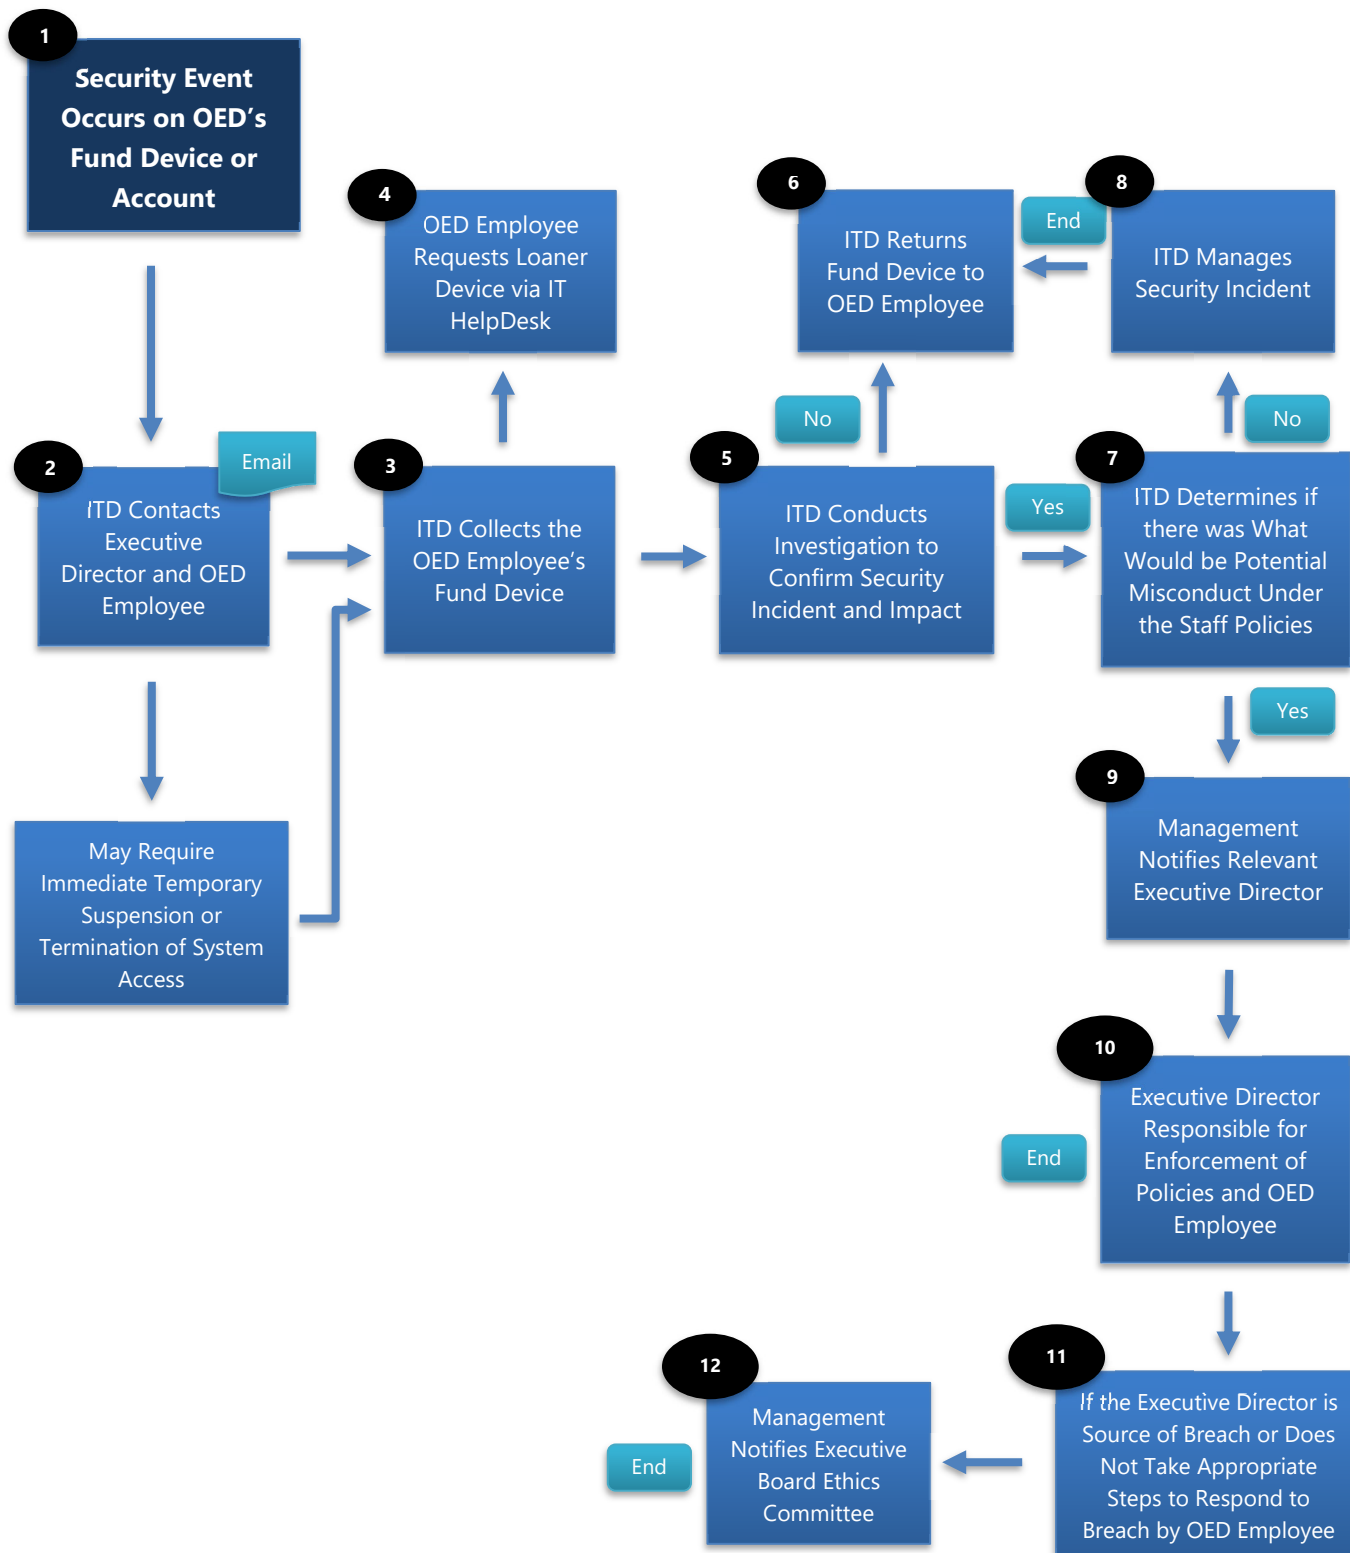 1
Security Event
Occurs on OED’s
Fund Device or
Account
2
Email
ITD Contacts
Executive
Director and OED
Employee
May Require
Immediate Temporary
Suspension or
Termination of System
Access
3
ITD Collects the
OED Employee’s
Fund Device
4
OED Employee
Requests Loaner
Device via IT
HelpDesk
5
ITD Conducts
Investigation to
Confirm Security
Incident and Impact
No
6
ITD Returns
Fund Device to
OED Employee
Yes
7
ITD Determines if
there was What
Would be Potential
Misconduct Under
the Staff Policies
No
8
ITD Manages
Security Incident
End
Yes
9
Management
Notifies Relevant
Executive Director
10
Executive Director
Responsible for
Enforcement of
Policies and OED
Employee
End
11
If the Executive Director is
Source of Breach or Does
Not Take Appropriate
Steps to Respond to
Breach by OED Employee
12
Management
Notifies Executive
Board Ethics
Committee
End